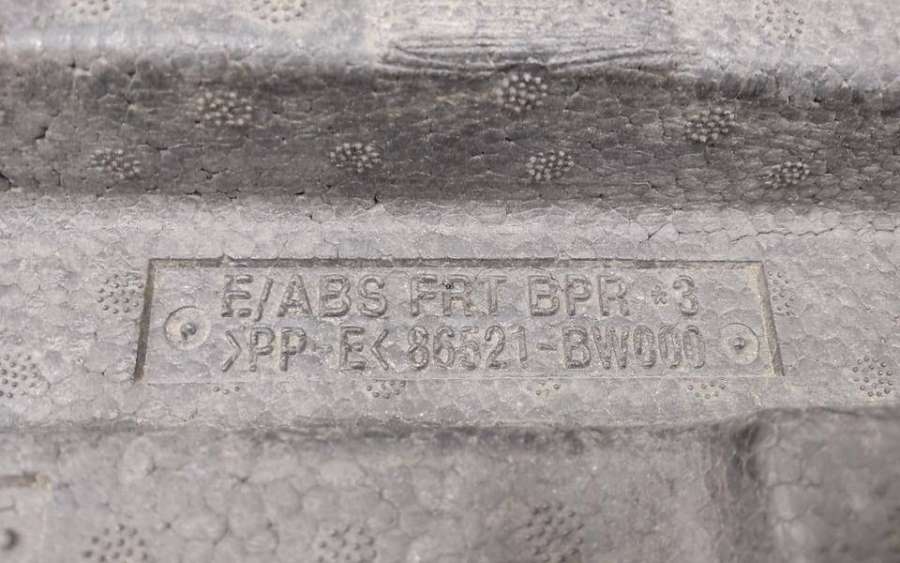 E/ABS FRT BPR *3
>PP-E< 86521-BW000